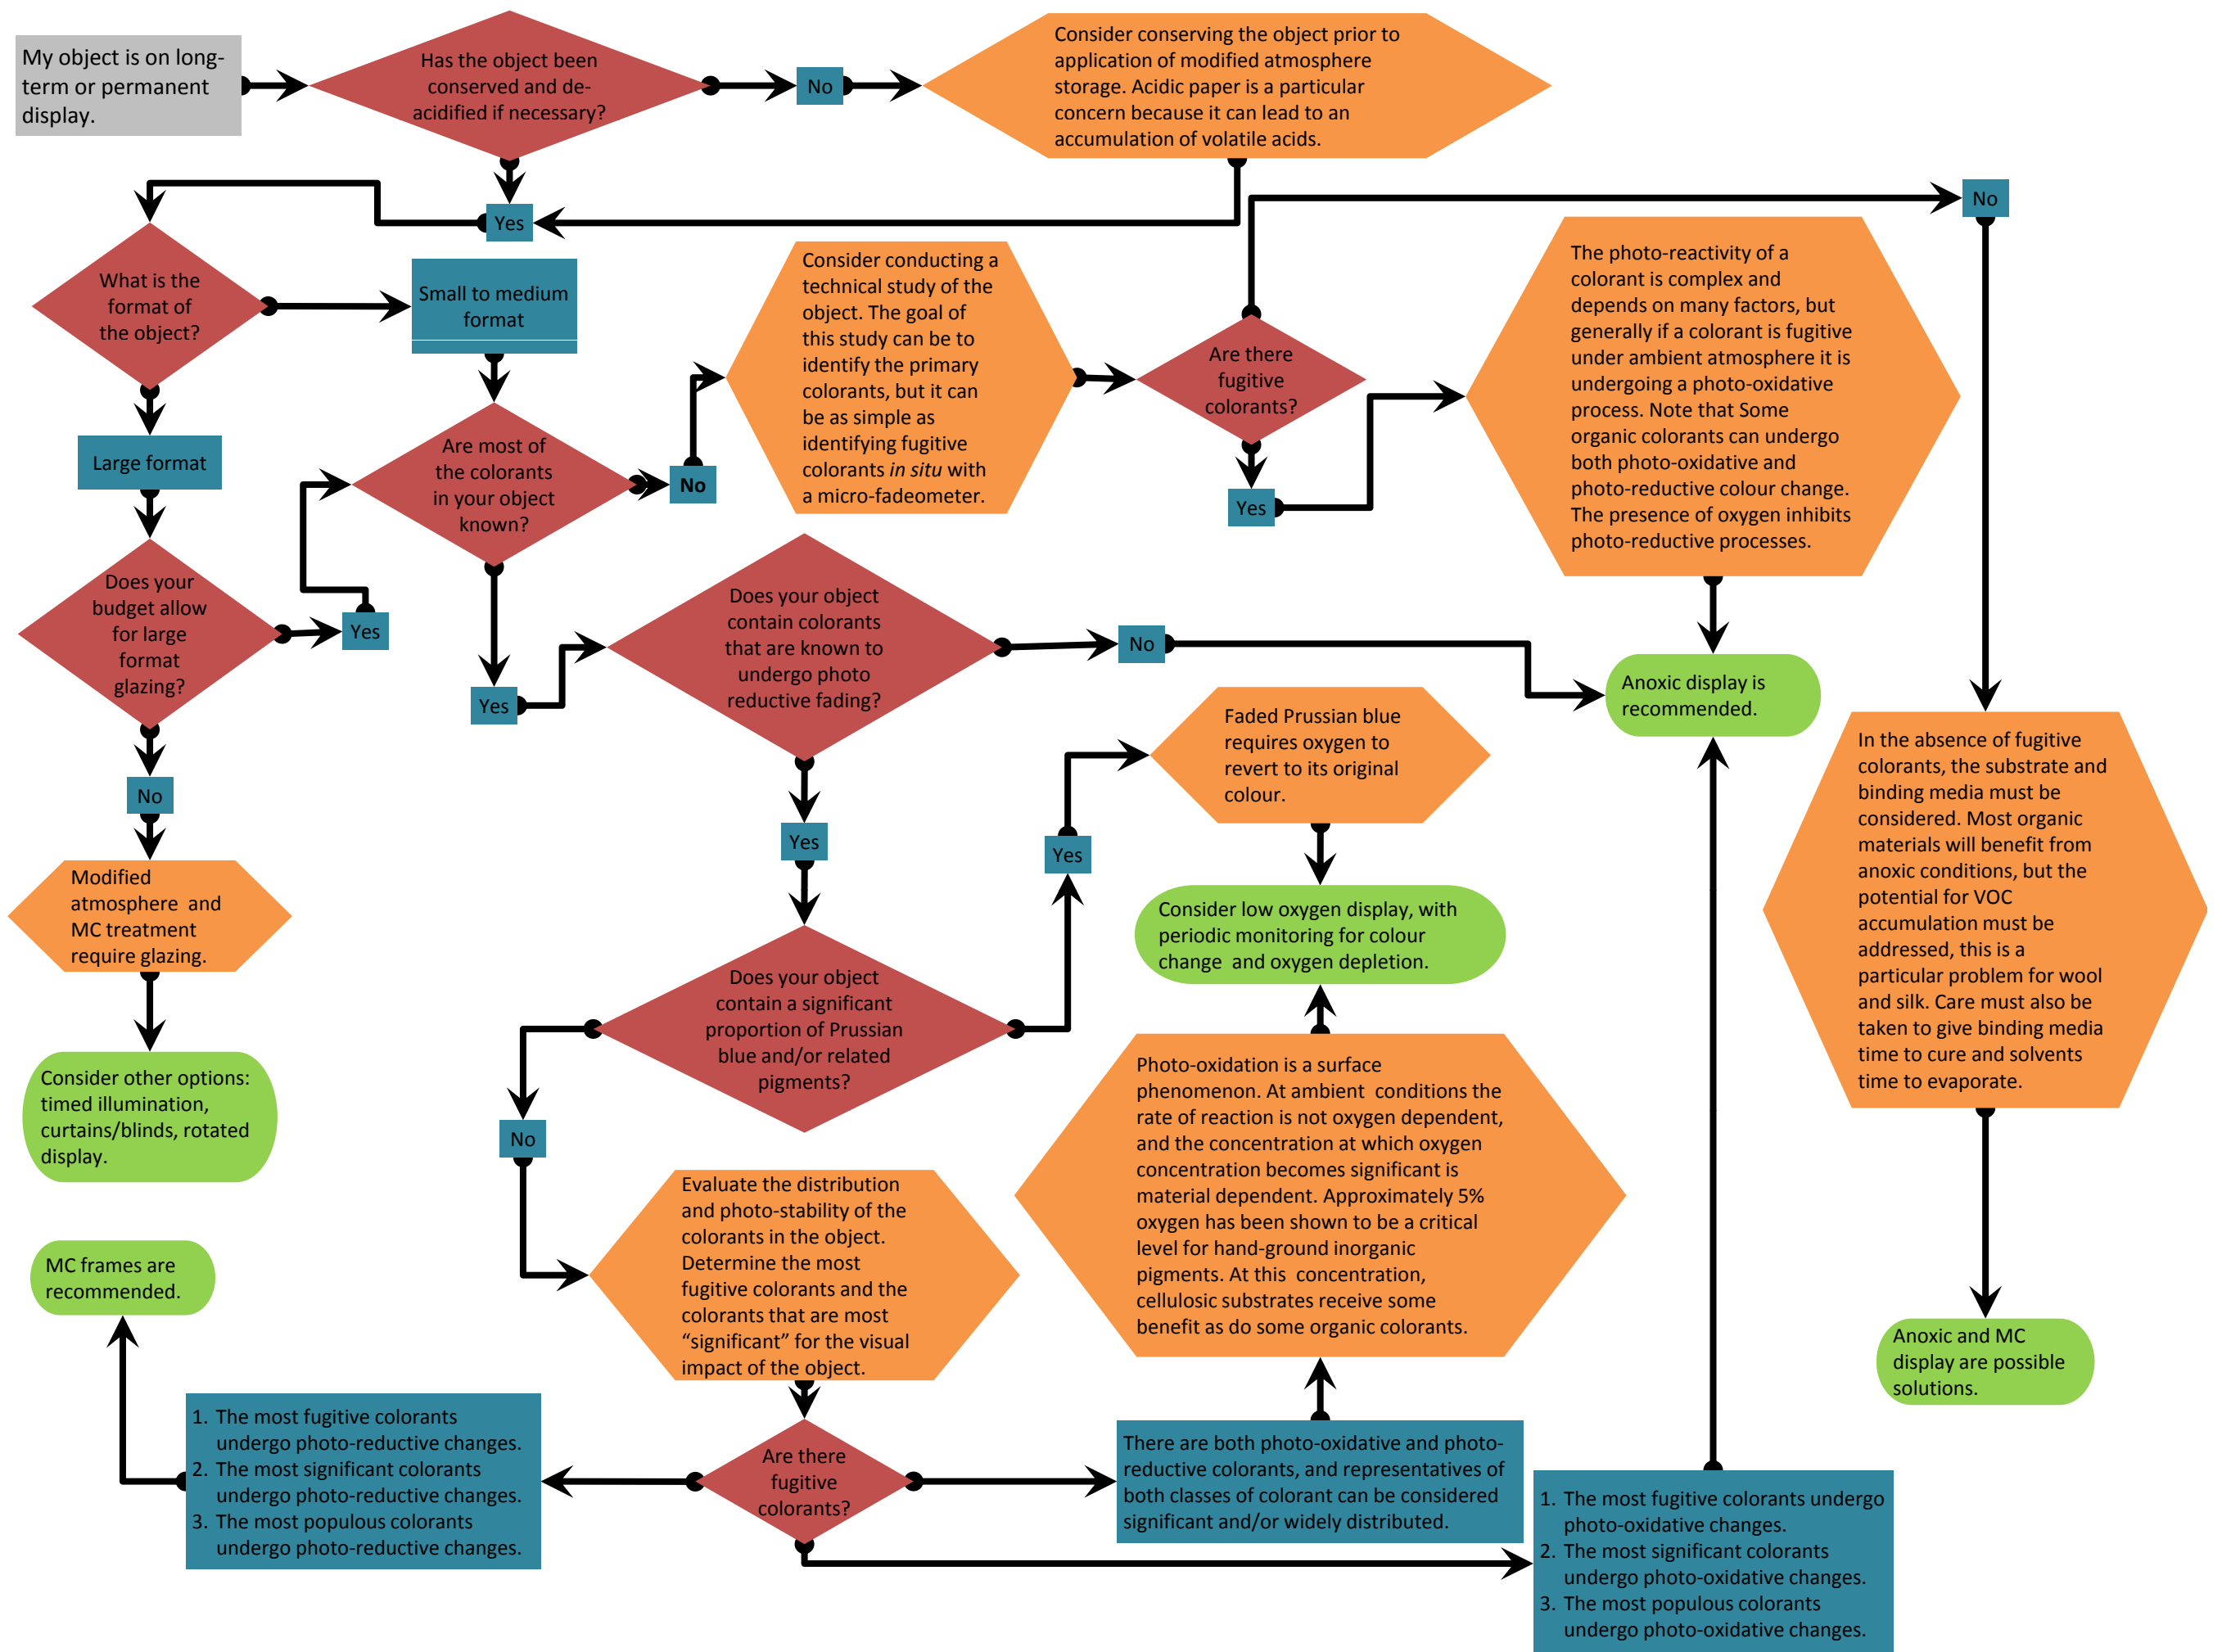 My object is on long-
term or permanent
display.
Has the object been
conserved and de-
acidified if necessary?
No
Consider conserving the object prior to
application of modified atmosphere
storage. Acidic paper is a particular
concern because it can lead to an
accumulation of volatile acids.
Yes
No
What is the
format of
the object?
Small to medium
format
Consider conducting a
technical study of the
object. The goal of
this study can be to
identify the primary
colorants, but it can
be as simple as
identifying fugitive
colorants in situ with
a micro-fadeometer.
Are there
fugitive
colorants?
Yes
The photo-reactivity of a
colorant is complex and
depends on many factors, but
generally if a colorant is fugitive
under ambient atmosphere it is
undergoing a photo-oxidative
process. Note that Some
organic colorants can undergo
both photo-oxidative and
photo-reductive colour change.
The presence of oxygen inhibits
photo-reductive processes.
Large format
Are most of
the colorants
in your object
known?
No
Does your
budget allow
for large
format
glazing?
Yes
Yes
Does your object
contain colorants
that are known to
undergo photo
reductive fading?
No
Anoxic display is
recommended.
No
Yes
Faded Prussian blue
requires oxygen to
revert to its original
colour.
Yes
In the absence of fugitive
colorants, the substrate and
binding media must be
considered. Most organic
materials will benefit from
anoxic conditions, but the
potential for VOC
accumulation must be
addressed, this is a
particular problem for wool
and silk. Care must also be
taken to give binding media
time to cure and solvents
time to evaporate.
Modified
atmosphere  and
MC treatment
require glazing.
Consider low oxygen display, with
periodic monitoring for colour
change  and oxygen depletion.
Does your object
contain a significant
proportion of Prussian
blue and/or related
pigments?
Consider other options:
timed illumination,
curtains/blinds, rotated
display.
No
Photo-oxidation is a surface
phenomenon. At ambient  conditions the
rate of reaction is not oxygen dependent,
and the concentration at which oxygen
concentration becomes significant is
material dependent. Approximately 5%
oxygen has been shown to be a critical
level for hand-ground inorganic
pigments. At this  concentration,
cellulosic substrates receive some
benefit as do some organic colorants.
Evaluate the distribution
and photo-stability of the
colorants in the object.
Determine the most
fugitive colorants and the
colorants that are most
“significant” for the visual
impact of the object.
MC frames are
recommended.
Anoxic and MC
display are possible
solutions.
1. The most fugitive colorants
undergo photo-reductive changes.
2. The most significant colorants
undergo photo-reductive changes.
3. The most populous colorants
undergo photo-reductive changes.
Are there
fugitive
colorants?
There are both photo-oxidative and photo-
reductive colorants, and representatives of
both classes of colorant can be considered
significant and/or widely distributed.
1. The most fugitive colorants undergo
photo-oxidative changes.
2. The most significant colorants
undergo photo-oxidative changes.
3. The most populous colorants
undergo photo-oxidative changes.